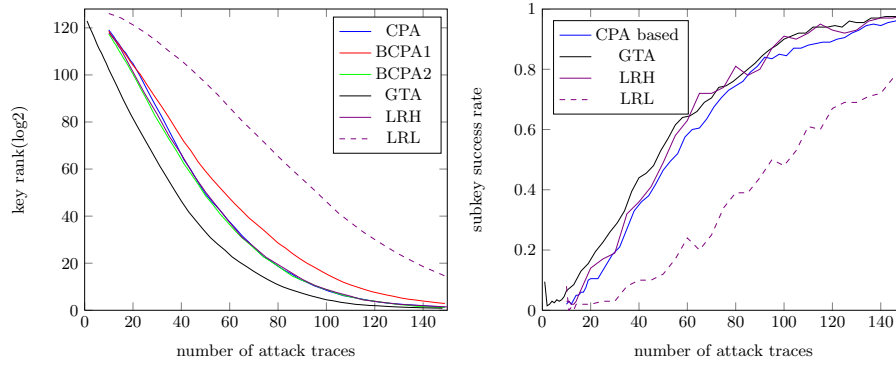 120
100
80
60
40
20
0
0
20
40
60
80
100
120
140
key rank(log2)
number of attack traces
CPA
BCPA1
BCPA2
GTA
LRH
LRL
1
0.8
0.6
0.4
0.2
0
0
20
40
60
80
100
120
140
subkey success rate
number of attack traces
CPA based
GTA
LRH
LRL